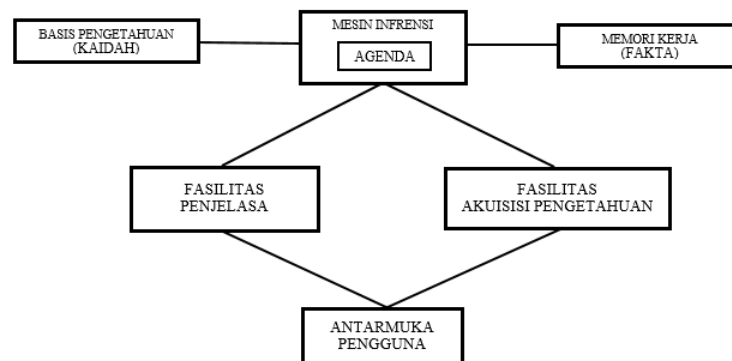 BASIS PENGETAHUAN
(KAIDAH)
MESIN INFRENSI
AGENDA
MEMORI KERJA
(FAKTA)
FASILITAS
PENJELASA
FASILITAS
AKUISISI PENGETAHUAN
ANTARMUKA
PENGGUNA